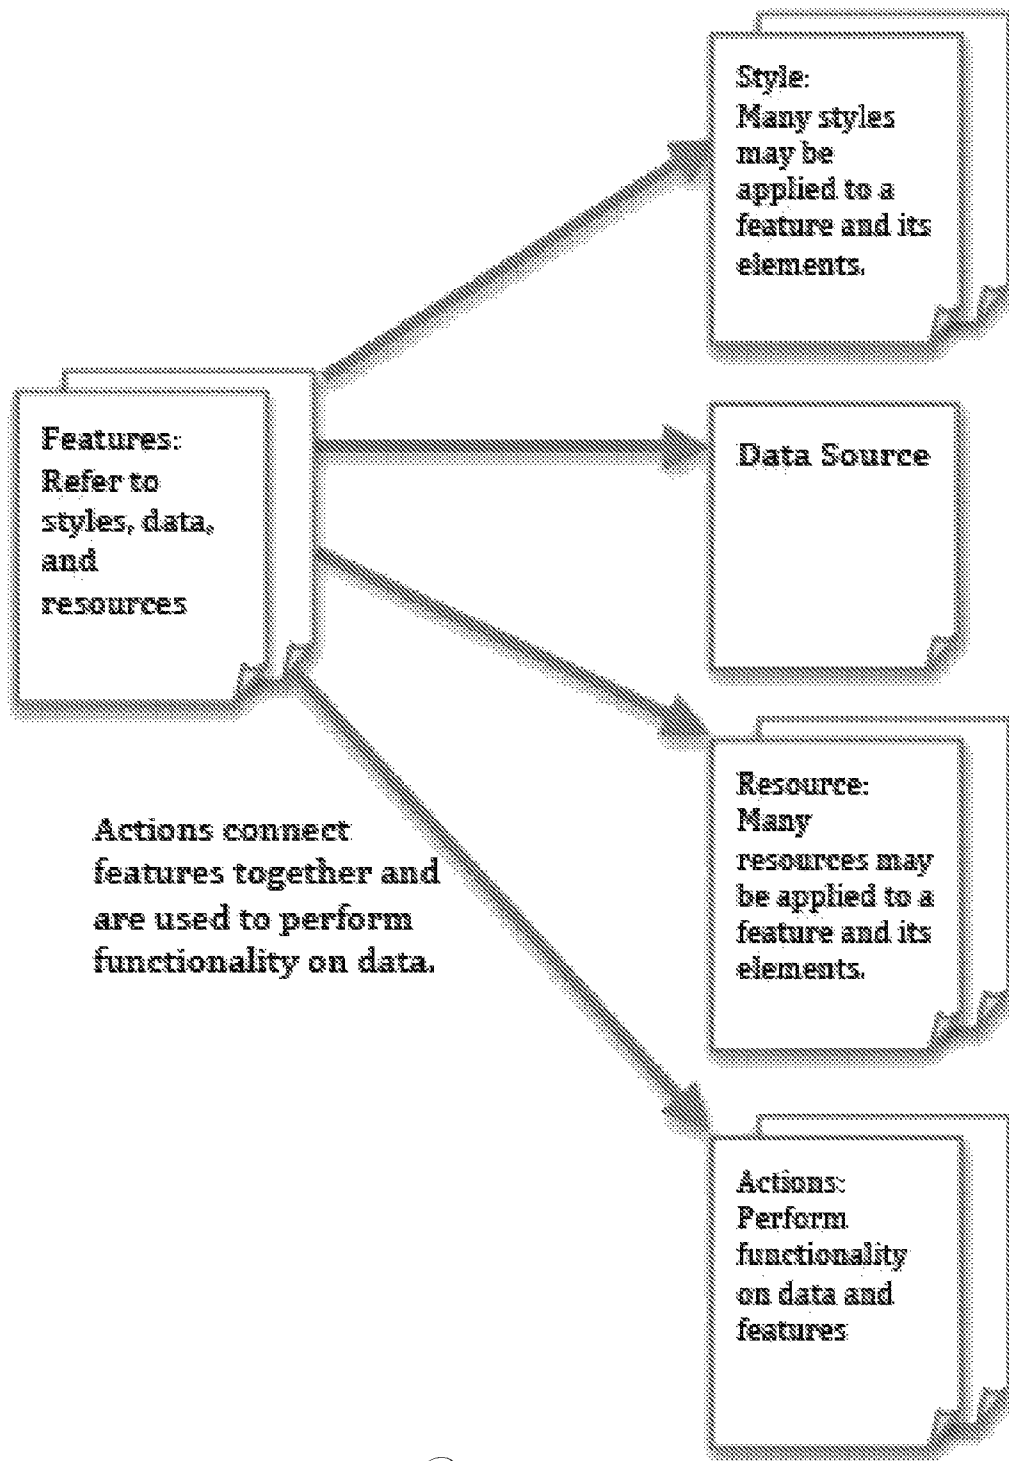 Style:
Many styles
may be
applied to a
feature and its
elements.
Features:
Refer to
styles, data,
and
resources
Data Source
Resource:
Many
resources may
be applied to a
feature and its
elements.
Actions connect
features together and
are used to perform
functionality on data.
Actions:
Perform
functionality
on data and
features